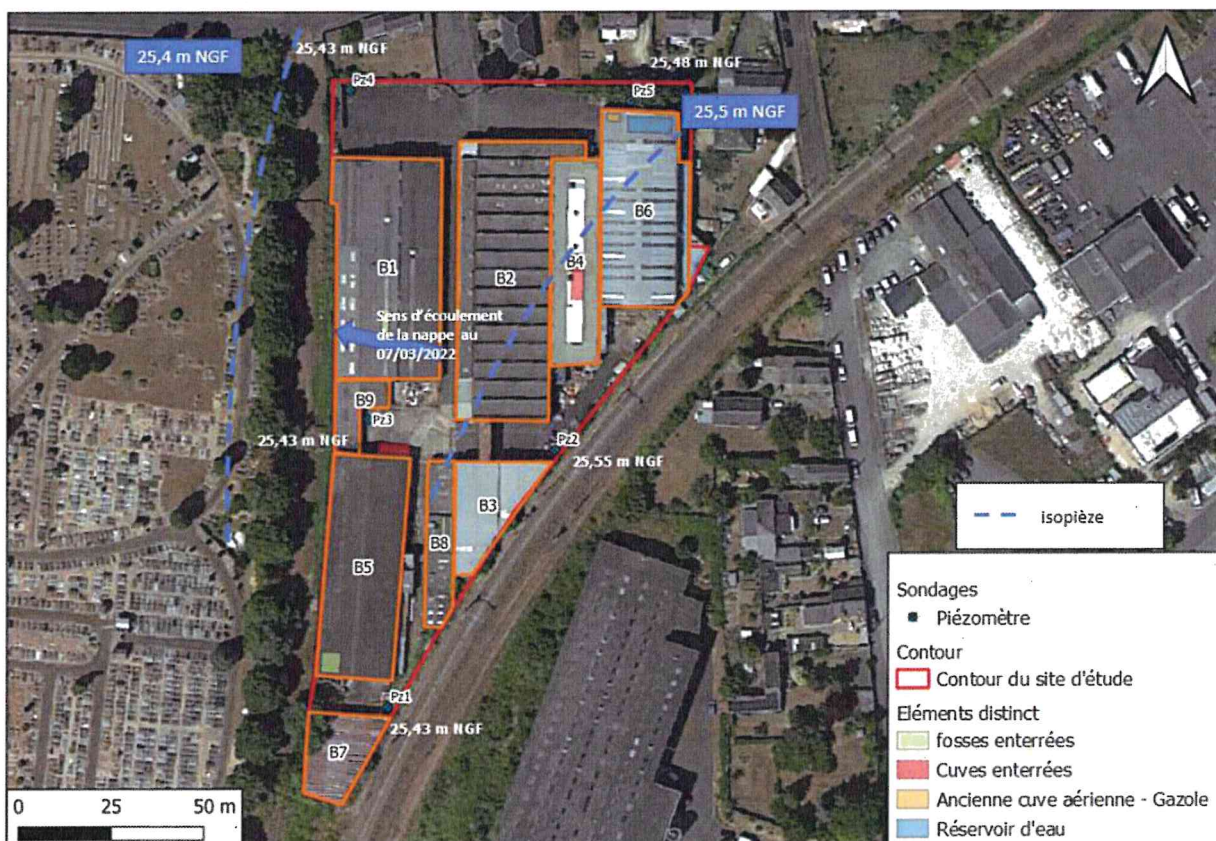 25,4 m NGF
25,43 m NGF
25,48 m NGF
Pz4
Pz5
25,5 m NGF
B6
B1
B2
B4
Sens d'écoulement
de la nappe au
07/03/2022
B9
Pz3
25,43 m NGF
Pz2
25,55 m NGF
B3
B8
B5
Pz1
25,43 m NGF
B7
0 25 50 m
isopièze
Sondages
Piézomètre
Contour
Contour du site d'étude
Eléments distinct
fosses enterrées
Cuves enterrées
Ancienne cuve aérienne - Gazole
Réservoir d'eau